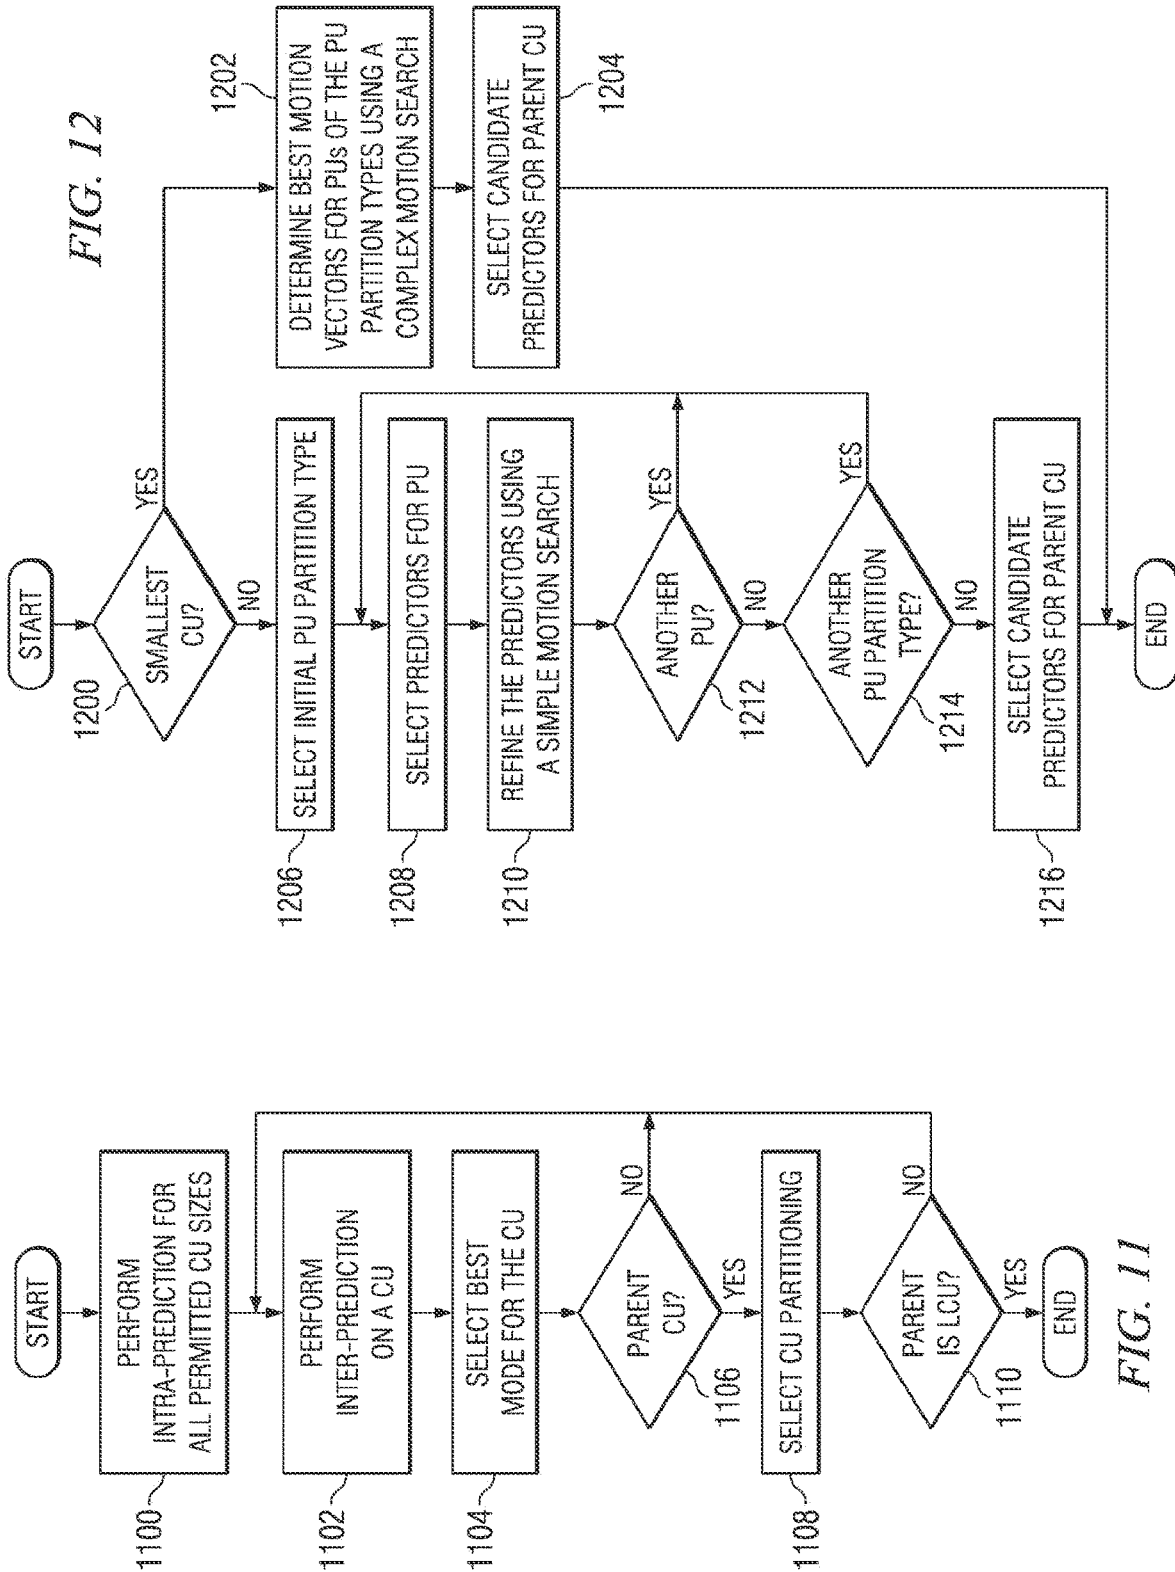 FIG. 12
START
1200
SMALLEST
CU?
YES
NO
1202
DETERMINE BEST MOTION
VECTORS FOR PUs OF THE PU
PARTITION TYPES USING A
COMPLEX MOTION SEARCH
1204
SELECT CANDIDATE
PREDICTORS FOR PARENT CU
1206
SELECT INITIAL PU PARTITION TYPE
1208
SELECT PREDICTORS FOR PU
1210
REFINE THE PREDICTORS USING
A SIMPLE MOTION SEARCH
ANOTHER
PU?
1212
YES
NO
ANOTHER
PU PARTITION
TYPE?
1214
YES
NO
1216
SELECT CANDIDATE
PREDICTORS FOR PARENT CU
END
START
1100
PERFORM
INTRA-PREDICTION FOR
ALL PERMITTED CU SIZES
1102
PERFORM
INTER-PREDICTION
ON A CU
1104
SELECT BEST
MODE FOR THE CU
PARENT
CU?
1106
NO
YES
1108
SELECT CU PARTITIONING
PARENT
IS LCU?
1110
NO
YES
END
FIG. 11